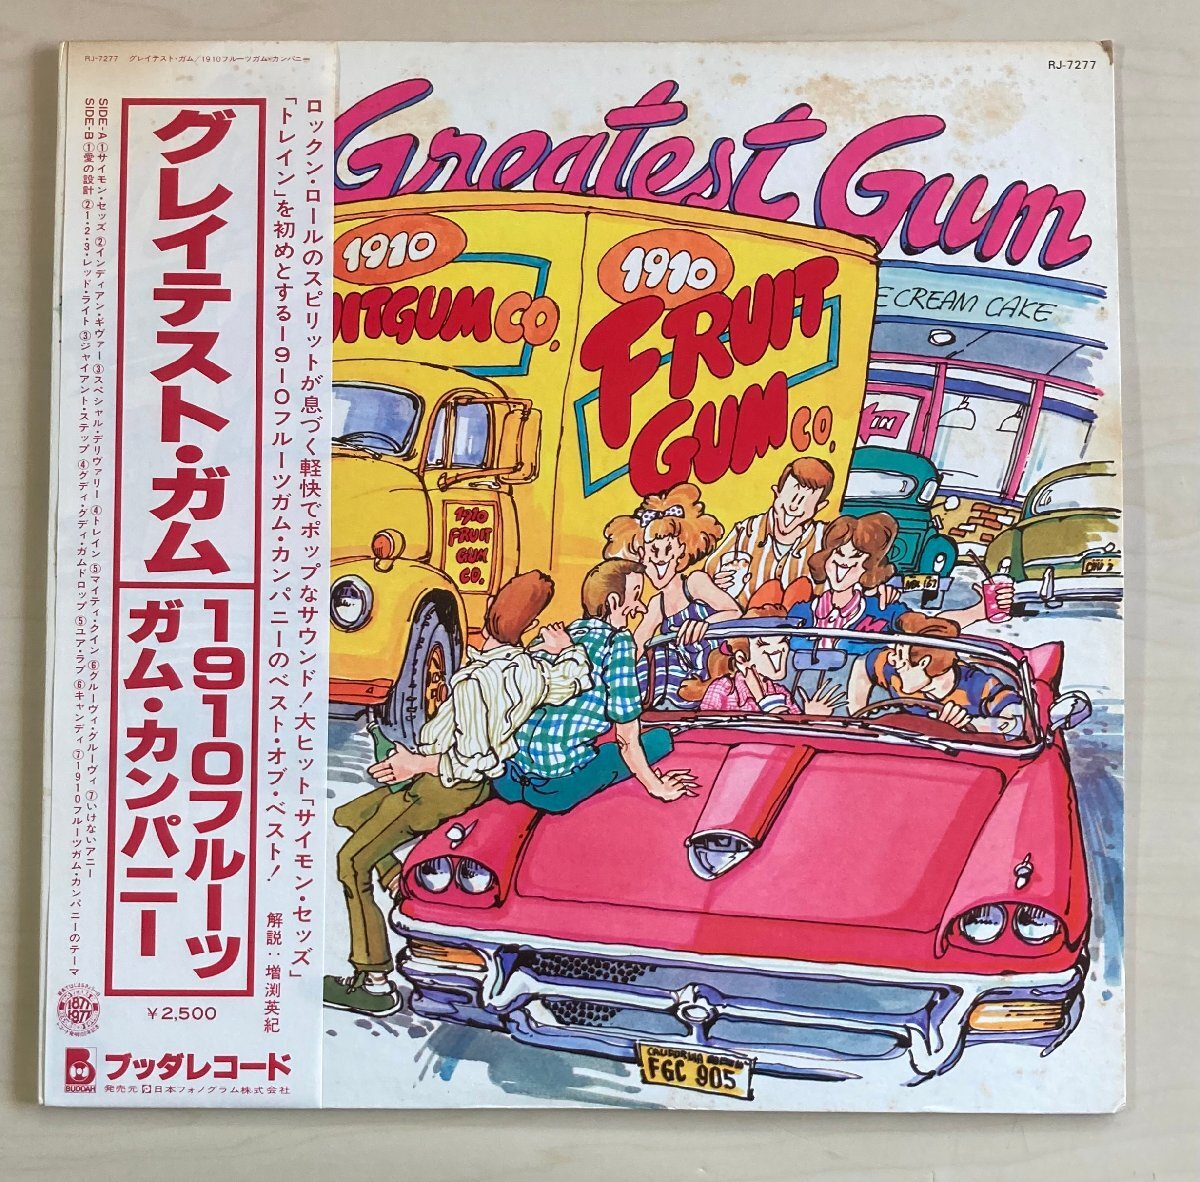 RJ-7277 グレイテスト・ガム/1910フルーツガム・カンパニー
RJ-7277
Greatest Gum
ロックン・ロールのスピリットが息づく軽快でポップなサウンド!大ヒット「サイモン・セッズ」
「トレイン」を初めとする1910フルーツガム・カンパニーのベスト・オブ・ベスト!
解説:増渕英紀
グレイテスト・ガム
1910フルーツ
ガム・カンパニー
SIDE-A ①サイモン・セッズ ②インディアン・ギヴァー ③スペシャル・デリヴァリー ④トレイン ⑤マイティ・クイン ⑥グルーヴィ・グルーヴィ ⑦いけないアニー
SIDE-B ①愛の設計 ②1・2・3・レッド・ライト ③ジャイアント・ステップ ④グディ・グディ・ガムドロップ ⑤ユア・ラブ ⑥キャンディ ⑦1910フルーツガム・カンパニーのテーマ
1877
1977
¥2,500
BUDDAH
ブッダレコード
発売元 日本フォノグラム株式会社
1910
UITGUM CO.
1910
FRUIT
GUM CO.
E CREAM CAKE
IN
1910
FRUIT
GUM
CO.
M
CALIFORNIA
FGC 905